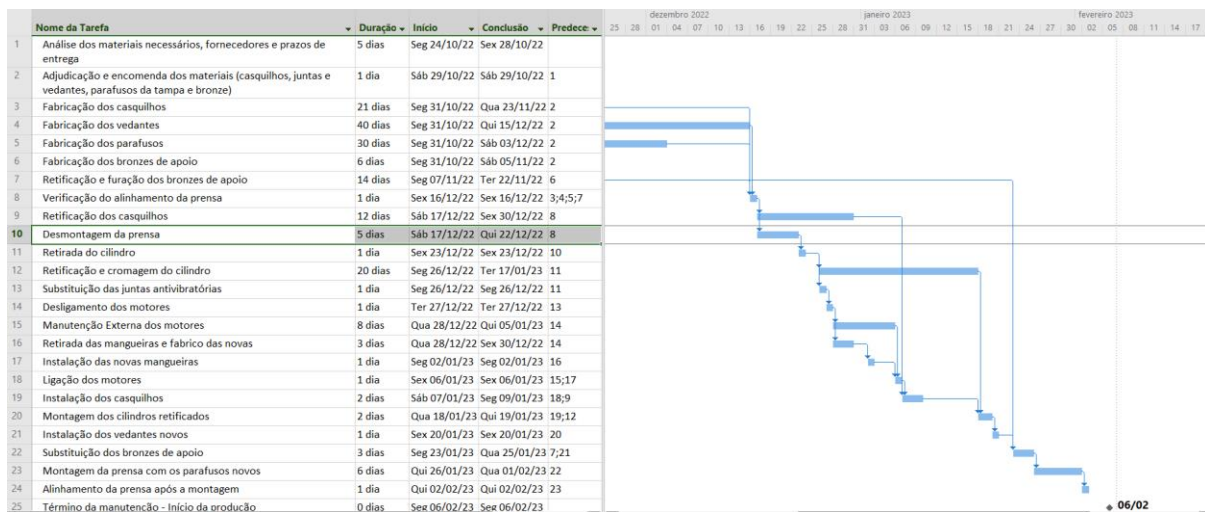 dezembro 2022 janeiro 2023 fevereiro 2023
Nome da Tarefa Duração Início Conclusão Predece: 25 28 01 04 07 10 13 16 19 22 25 28 31 03 06 09 12 15 18 21 24 27 30 02 05 08 11 14 17
1 Análise dos materiais necessários, fornecedores e prazos de 5 dias Seg 24/10/22 Sex 28/10/22
entrega
2 Adjudicação e encomenda dos materiais (casquilhos, juntas e 1 dia Sáb 29/10/22 Sáb 29/10/22 1
vedantes, parafusos da tampa e bronze)
3 Fabricação dos casquilhos 21 dias Seg 31/10/22 Qua 23/11/22 2
4 Fabricação dos vedantes 40 dias Seg 31/10/22 Qui 15/12/22 2
5 Fabricação dos parafusos 30 dias Seg 31/10/22 Sáb 03/12/22 2
6 Fabricação dos bronzes de apoio 6 dias Seg 31/10/22 Sáb 05/11/22 2
7 Retificação e furação dos bronzes de apoio 14 dias Seg 07/11/22 Ter 22/11/22 6
8 Verificação do alinhamento da prensa 1 dia Sex 16/12/22 Sex 16/12/22 3;4;5;7
9 Retificação dos casquilhos 12 dias Sáb 17/12/22 Sex 30/12/22 8
10 Desmontagem da prensa 5 dias Sáb 17/12/22 Qui 22/12/22 8
11 Retirada do cilindro 1 dia Sex 23/12/22 Sex 23/12/22 10
12 Retificação e cromagem do cilindro 20 dias Seg 26/12/22 Ter 17/01/23 11
13 Substituição das juntas antivibratórias 1 dia Seg 26/12/22 Seg 26/12/22 11
14 Desligamento dos motores 1 dia Ter 27/12/22 Ter 27/12/22 13
15 Manutenção Externa dos motores 8 dias Qua 28/12/22 Qui 05/01/23 14
16 Retirada das mangueiras e fabrico das novas 3 dias Qua 28/12/22 Sex 30/12/22 14
17 Instalação das novas mangueiras 1 dia Seg 02/01/23 Seg 02/01/23 16
18 Ligação dos motores 1 dia Sex 06/01/23 Sex 06/01/23 15;17
19 Instalação dos casquilhos 2 dias Sáb 07/01/23 Seg 09/01/23 18;9
20 Montagem dos cilindros retificados 2 dias Qua 18/01/23 Qui 19/01/23 19;12
21 Instalação dos vedantes novos 1 dia Sex 20/01/23 Sex 20/01/23 20
22 Substituição dos bronzes de apoio 3 dias Seg 23/01/23 Qua 25/01/23 7;21
23 Montagem da prensa com os parafusos novos 6 dias Qui 26/01/23 Qua 01/02/23 22
24 Alinhamento da prensa após a montagem 1 dia Qui 02/02/23 Qui 02/02/23 23
25 Término da manutenção - Início da produção 0 dias Seg 06/02/23 Seg 06/02/23 06/02